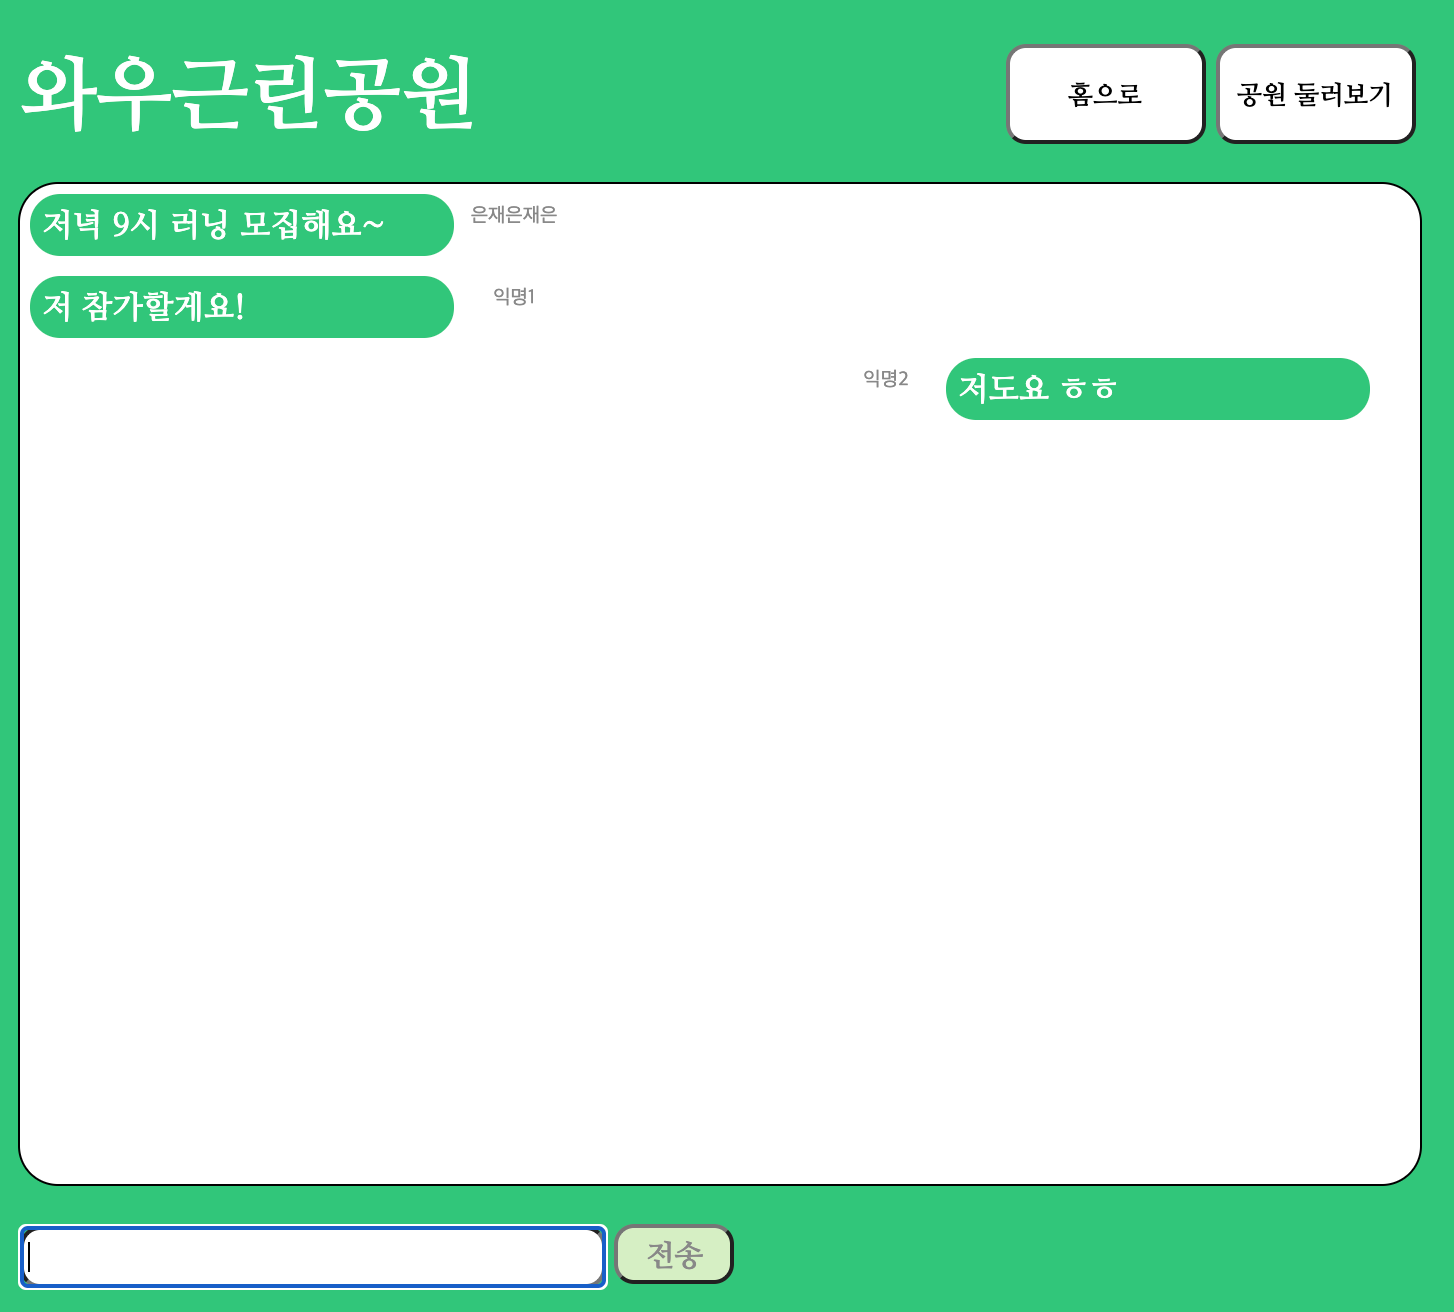 와우근린공원
홈으로
공원 둘러보기
저녁 9시 러닝 모집해요~
은재은재은
저 참가할게요!
익명1
익명2
저도요 ㅎㅎ
전송